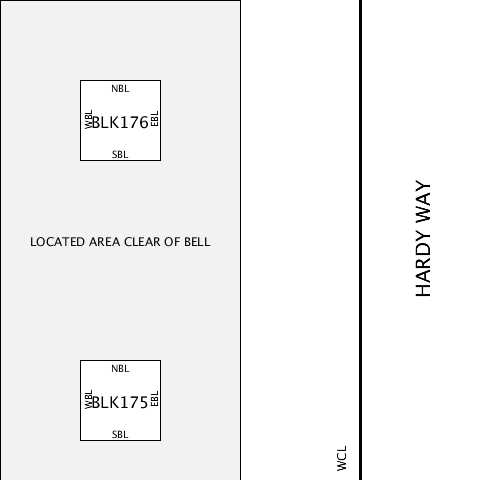 NBL
WBL
BLK176
EBL
SBL
LOCATED AREA CLEAR OF BELL
HARDY WAY
NBL
WBL
BLK175
EBL
SBL
WCL